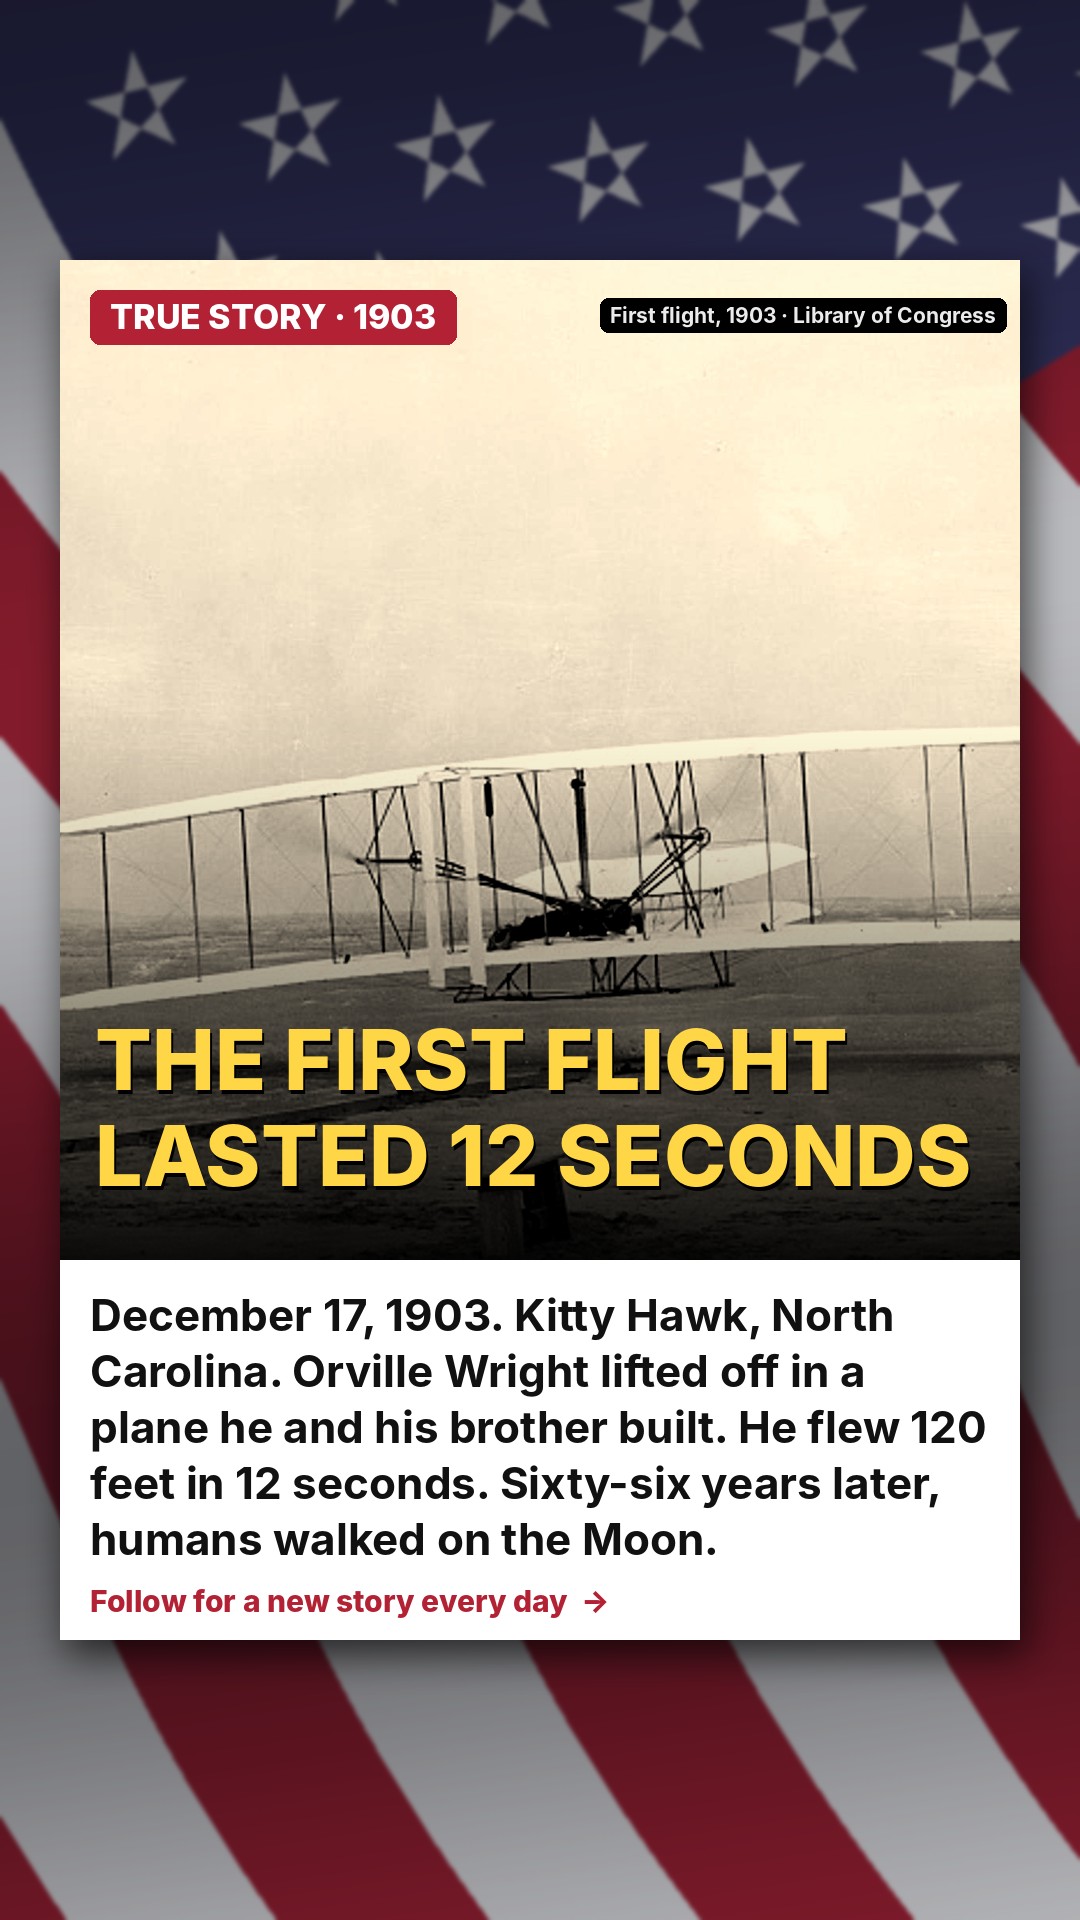 TRUE STORY · 1903
First flight, 1903 · Library of Congress
THE FIRST FLIGHT
LASTED 12 SECONDS
December 17, 1903. Kitty Hawk, North
Carolina. Orville Wright lifted off in a
plane he and his brother built. He flew 120
feet in 12 seconds. Sixty-six years later,
humans walked on the Moon.
Follow for a new story every day →